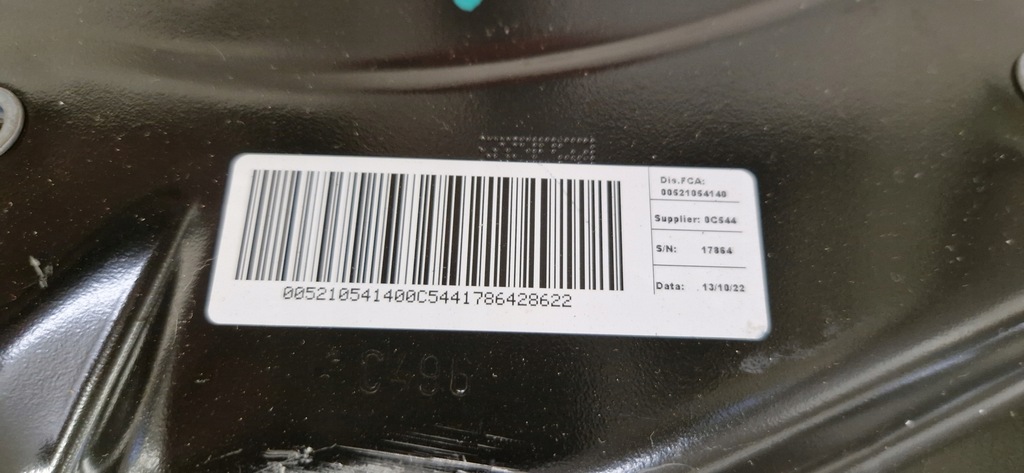 Dis.FCA:
00521054140
Supplier: 0C544
S/N: 17864
Data: 13/10/22
005210541400C5441786428622